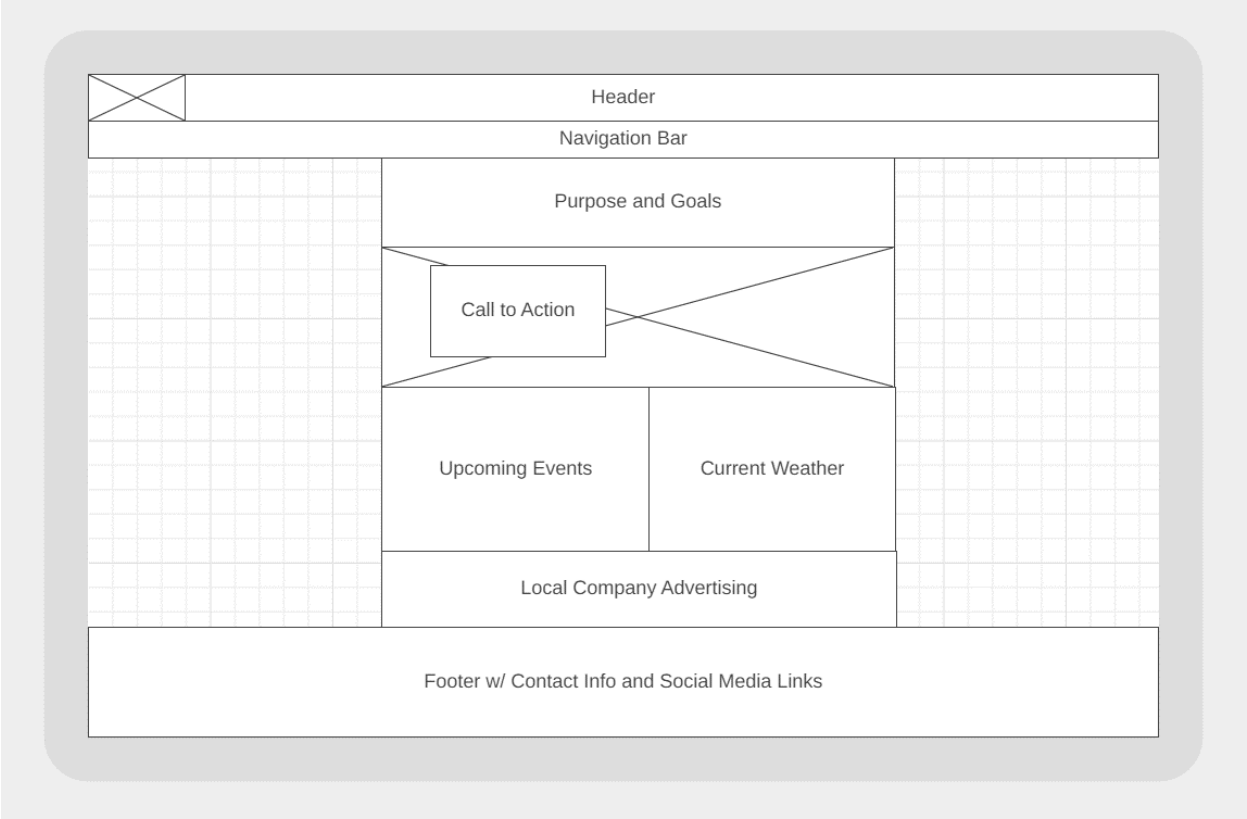 Header
Navigation Bar
Purpose and Goals
Call to Action
Upcoming Events
Current Weather
Local Company Advertising
Footer w/ Contact Info and Social Media Links